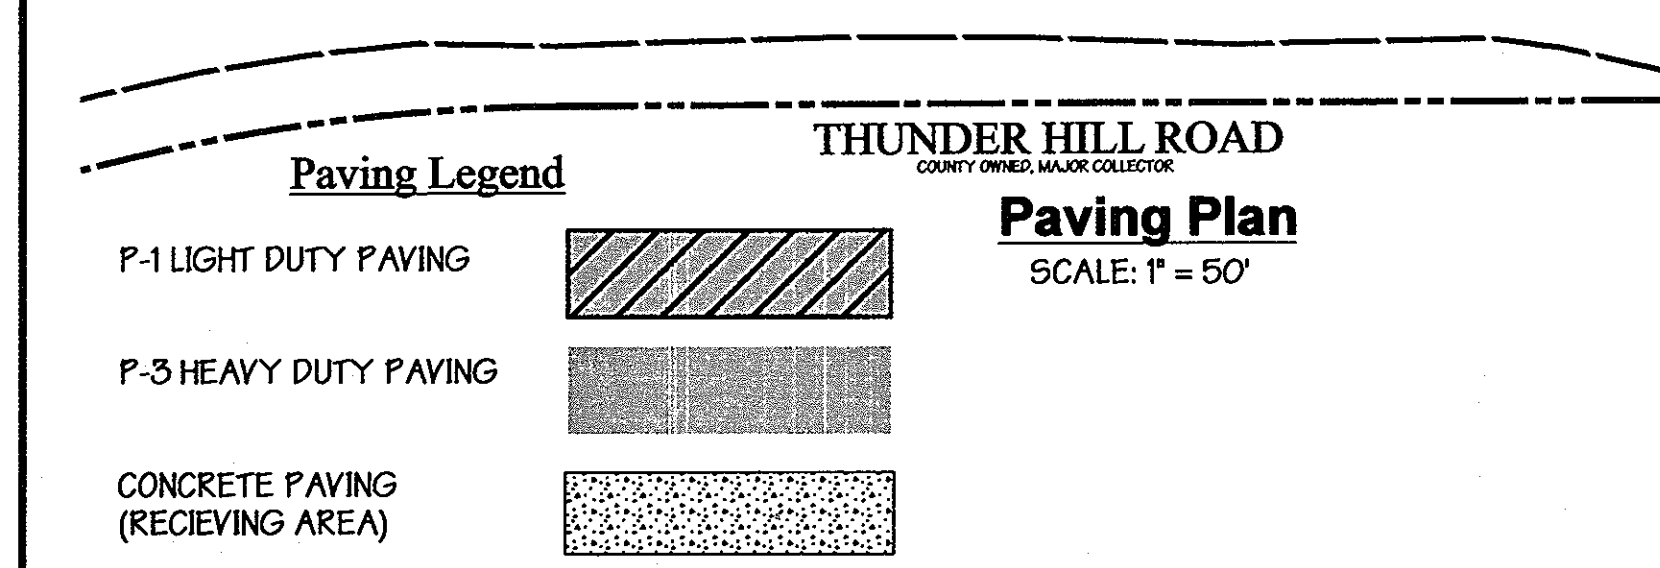 THUNDER HILL ROAD
COUNTY OWNED, MAJOR COLLECTOR
Paving Legend
Paving Plan
SCALE: 1" = 50'
P-1 LIGHT DUTY PAVING
P-3 HEAVY DUTY PAVING
CONCRETE PAVING
(RECIEVING AREA)